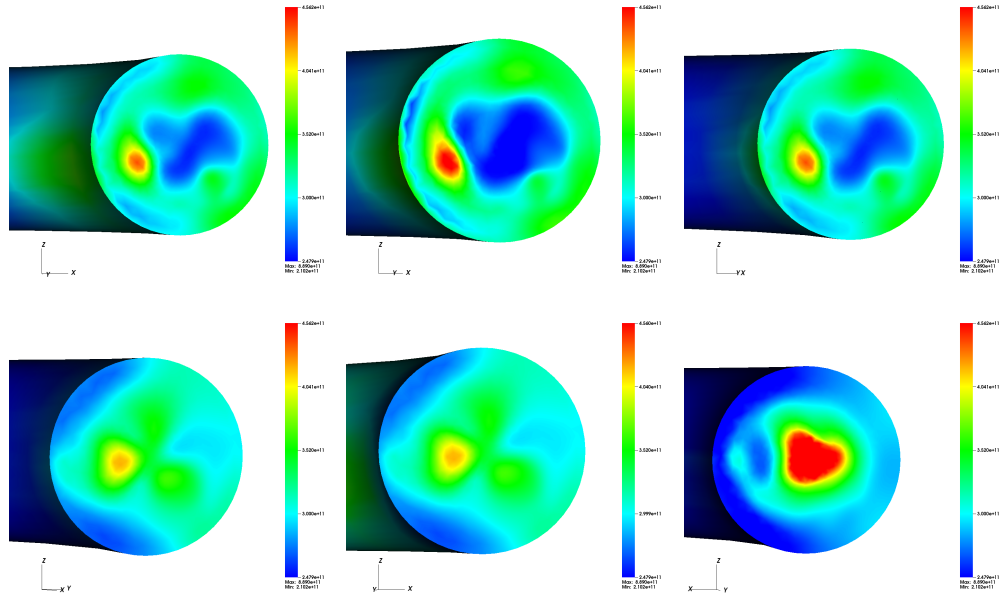 4.562e+11 4.562e+11 4.562e+11
4.041e+11 4.041e+11 4.041e+11
3.520e+11 3.520e+11 3.520e+11
3.000e+11 3.000e+11 3.000e+11
2.479e+11 2.479e+11 2.479e+11
Max: 8.890e+11 Max: 8.890e+11 Max: 8.890e+11
Min: 2.102e+11 Min: 2.102e+11 Min: 2.102e+11
Z Z Z
Y X Y X Y X
4.562e+11 4.560e+11 4.562e+11
4.041e+11 4.040e+11 4.041e+11
3.520e+11 3.520e+11 3.520e+11
3.000e+11 2.999e+11 3.000e+11
2.479e+11 2.479e+11 2.479e+11
Max: 8.890e+11 Max: 8.890e+11 Max: 8.890e+11
Min: 2.102e+11 Min: 2.102e+11 Min: 2.102e+11
Z Z Z
X Y Y X X Y